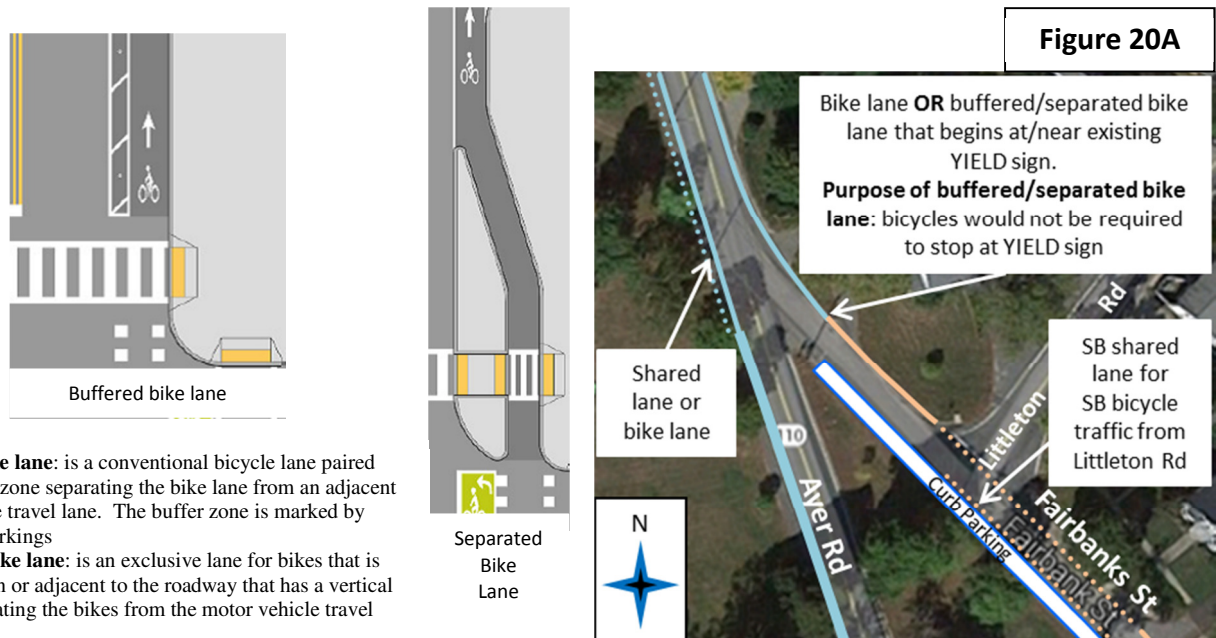 Figure 20A
Buffered bike lane
ke lane: is a conventional bicycle lane paired
zone separating the bike lane from an adjacent
e travel lane. The buffer zone is marked by
rkings
ike lane: is an exclusive lane for bikes that is
n or adjacent to the roadway that has a vertical
ating the bikes from the motor vehicle travel
Separated
Bike
Lane
Bike lane OR buffered/separated bike
lane that begins at/near existing
YIELD sign.
Purpose of buffered/separated bike
lane: bicycles would not be required
to stop at YIELD sign
Shared
lane or
bike lane
SB shared
lane for
SB bicycle
traffic from
Littleton Rd
Littleton Rd
110
Ayer Rd
Curb Parking
Fairbanks St
Fairbank St
N